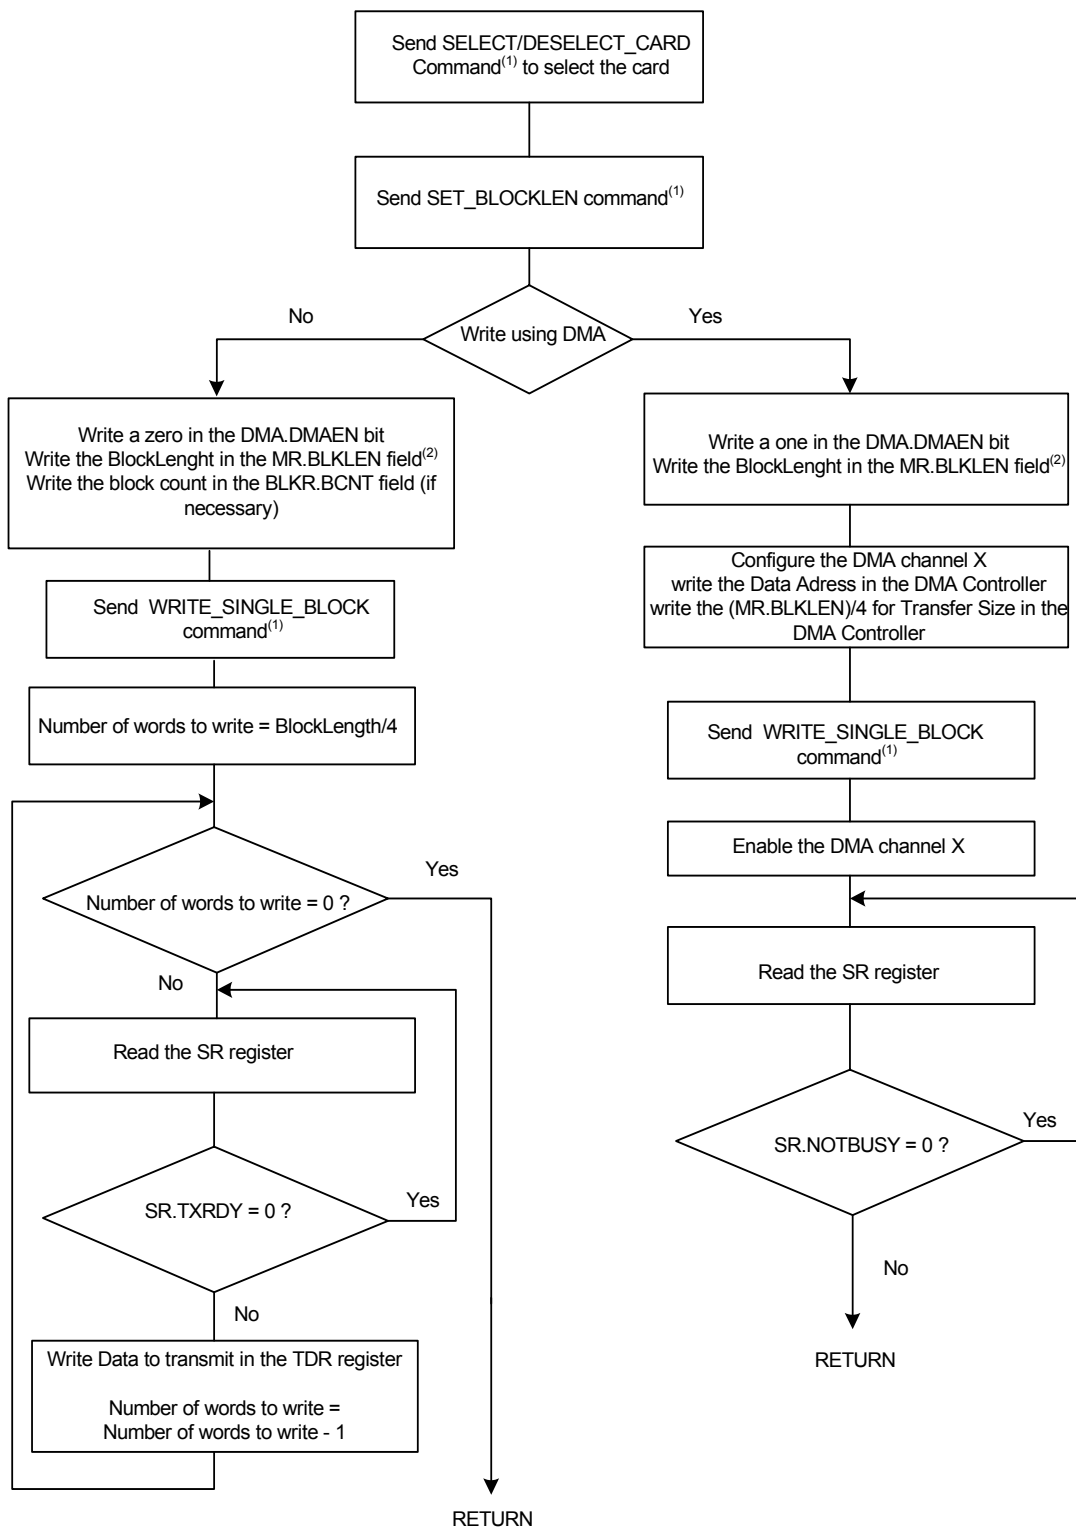 Send SELECT/DESELECT_CARD
Command(1) to select the card
Send SET_BLOCKLEN command(1)
No
Yes
Write using DMA
Write a zero in the DMA.DMAEN bit
Write the BlockLenght in the MR.BLKLEN field(2)
Write the block count in the BLKR.BCNT field (if
necessary)
Send WRITE_SINGLE_BLOCK
command(1)
Number of words to write = BlockLength/4
Number of words to write = 0 ?
Yes
No
Read the SR register
SR.TXRDY = 0 ?
Yes
No
Write Data to transmit in the TDR register
Number of words to write =
Number of words to write - 1
RETURN
Write a one in the DMA.DMAEN bit
Write the BlockLenght in the MR.BLKLEN field(2)
Configure the DMA channel X
write the Data Adress in the DMA Controller
write the (MR.BLKLEN)/4 for Transfer Size in the
DMA Controller
Send WRITE_SINGLE_BLOCK
command(1)
Enable the DMA channel X
Read the SR register
SR.NOTBUSY = 0 ?
Yes
No
RETURN